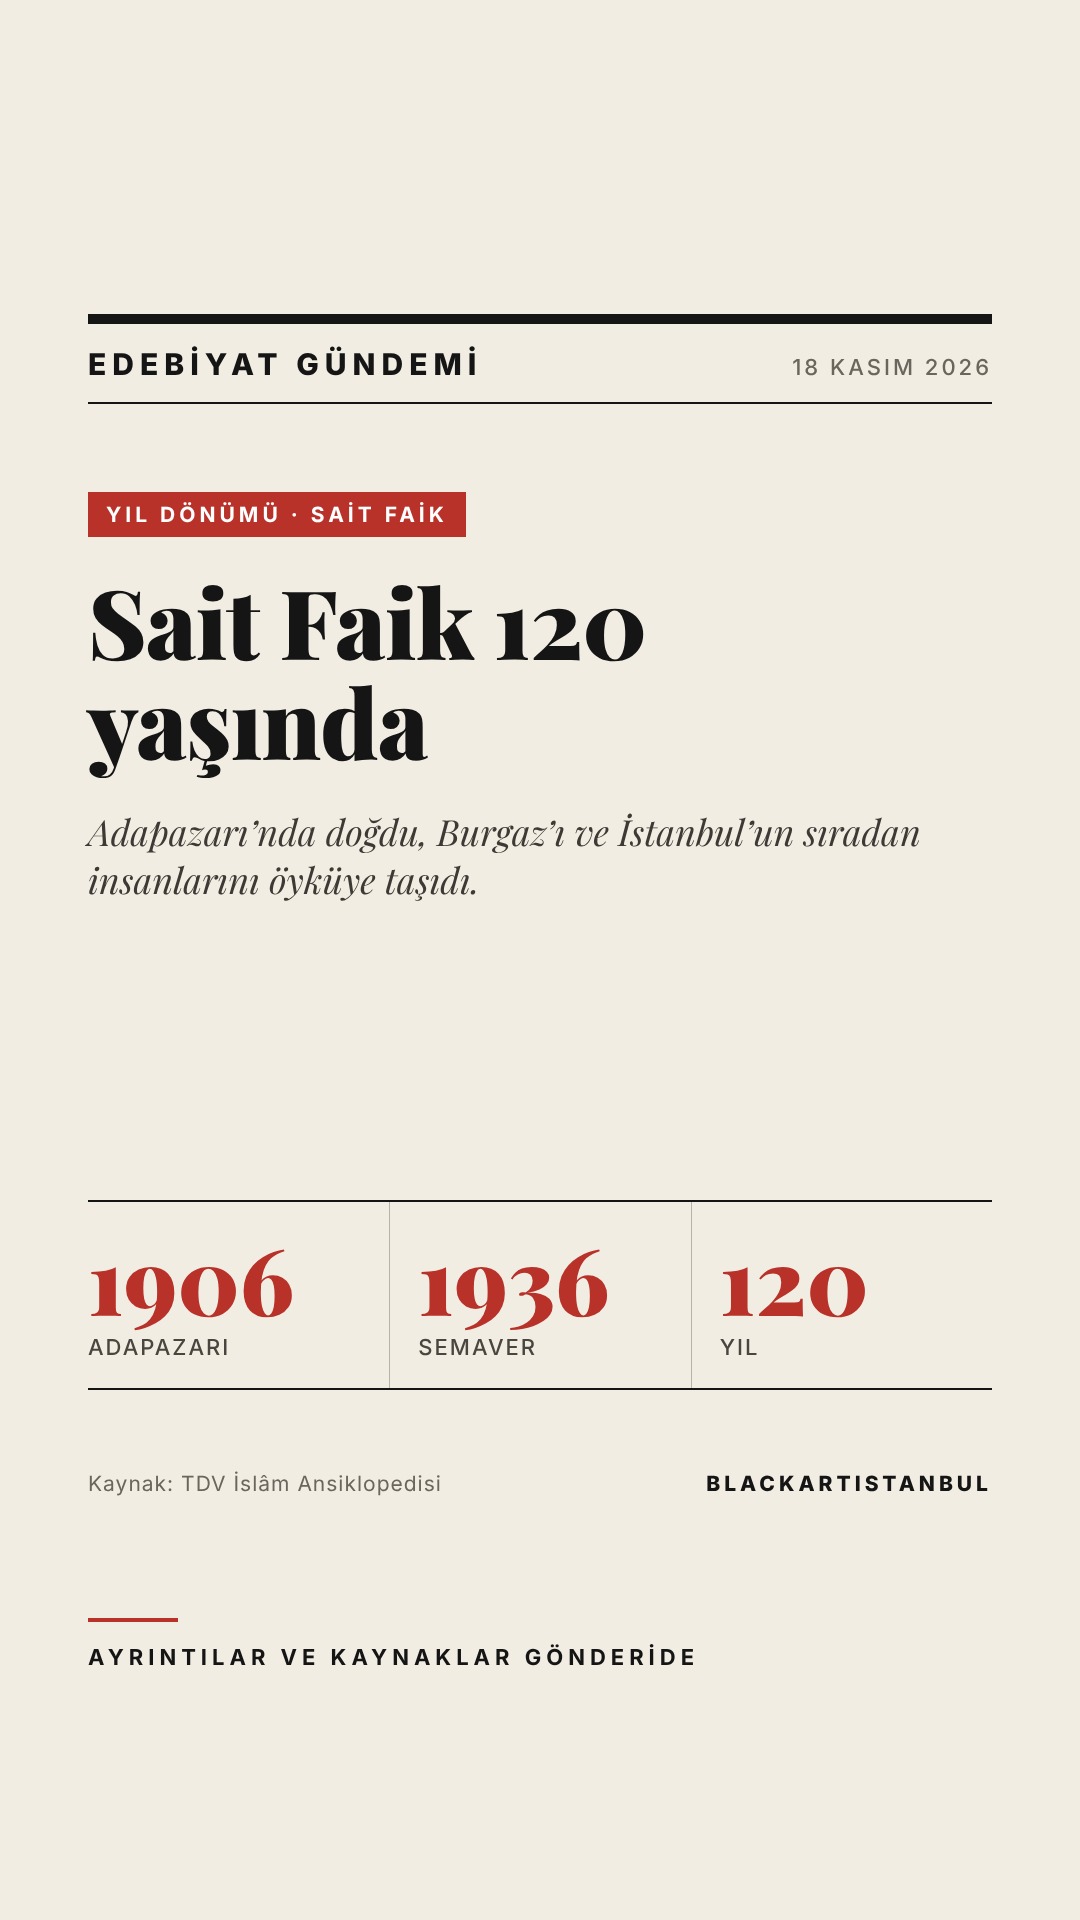 EDEBİYAT GÜNDEMİ
18 KASIM 2026
YIL DÖNÜMÜ · SAİT FAİK
Sait Faik 120
yaşında
Adapazarı’nda doğdu, Burgaz’ı ve İstanbul’un sıradan
insanlarını öyküye taşıdı.
1906
ADAPAZARI
1936
SEMAVER
120
YIL
Kaynak: TDV İslâm Ansiklopedisi
BLACKARTISTANBUL
AYRINTILAR VE KAYNAKLAR GÖNDERİDE